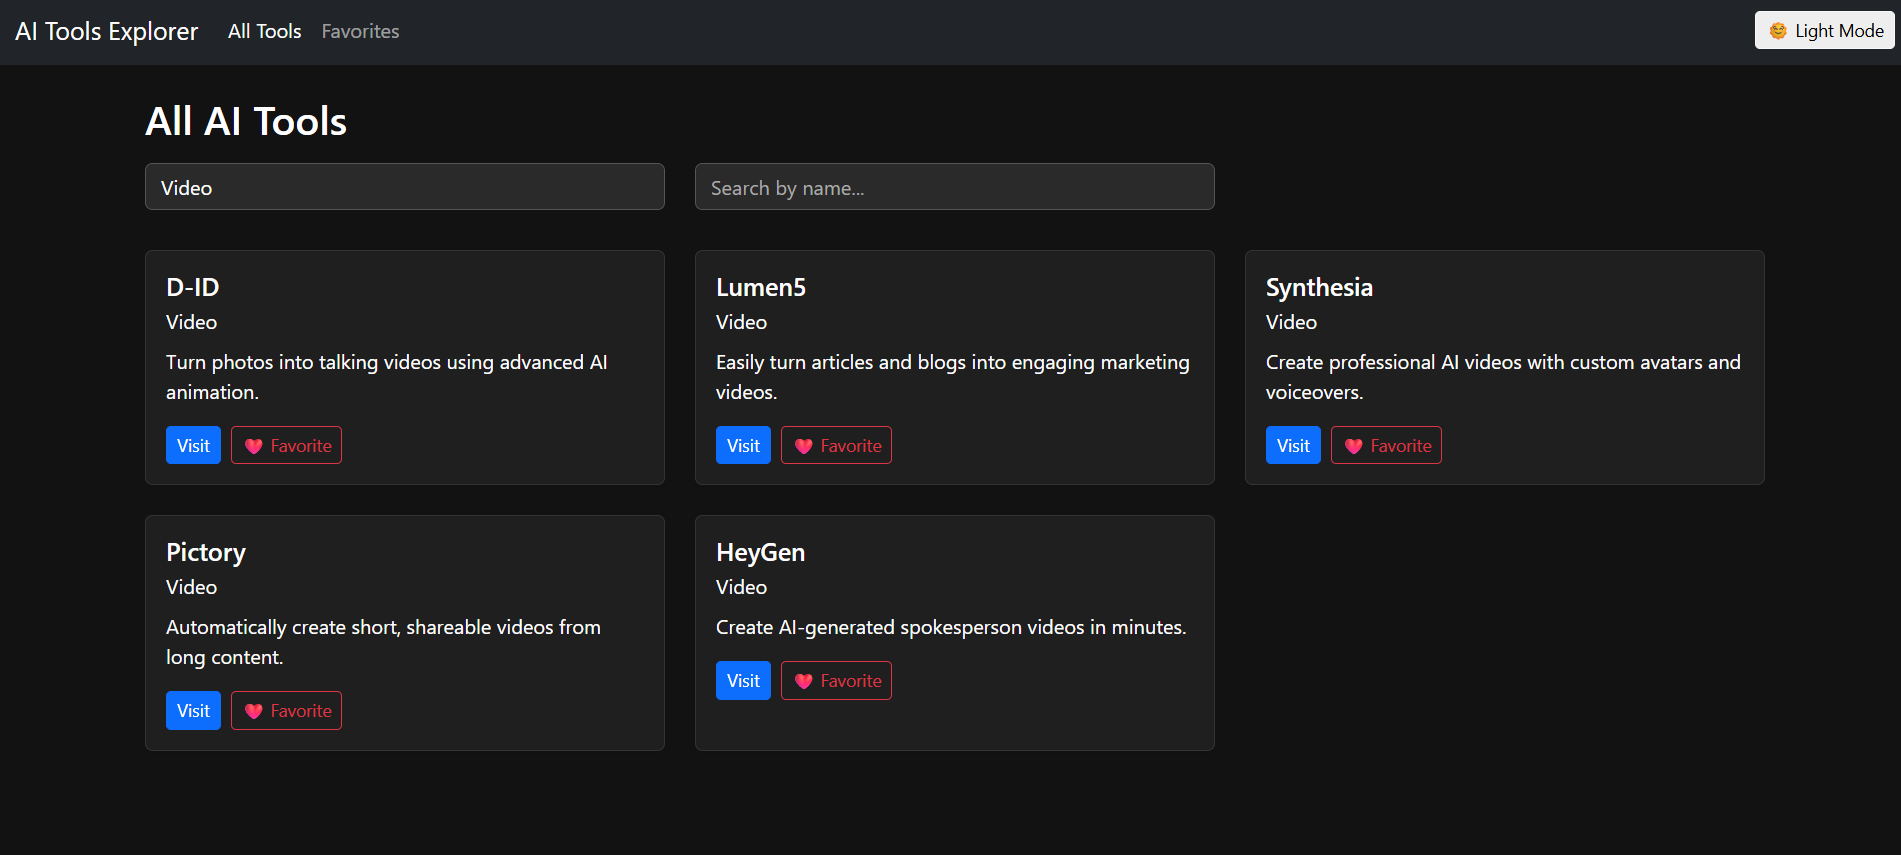 AI Tools Explorer All Tools Favorites 🌞 Light Mode
All AI Tools
Video
Search by name...
D-ID
Video
Turn photos into talking videos using advanced AI
animation.
Visit ❤️ Favorite
Lumen5
Video
Easily turn articles and blogs into engaging marketing
videos.
Visit ❤️ Favorite
Synthesia
Video
Create professional AI videos with custom avatars and
voiceovers.
Visit ❤️ Favorite
Pictory
Video
Automatically create short, shareable videos from
long content.
Visit ❤️ Favorite
HeyGen
Video
Create AI-generated spokesperson videos in minutes.
Visit ❤️ Favorite